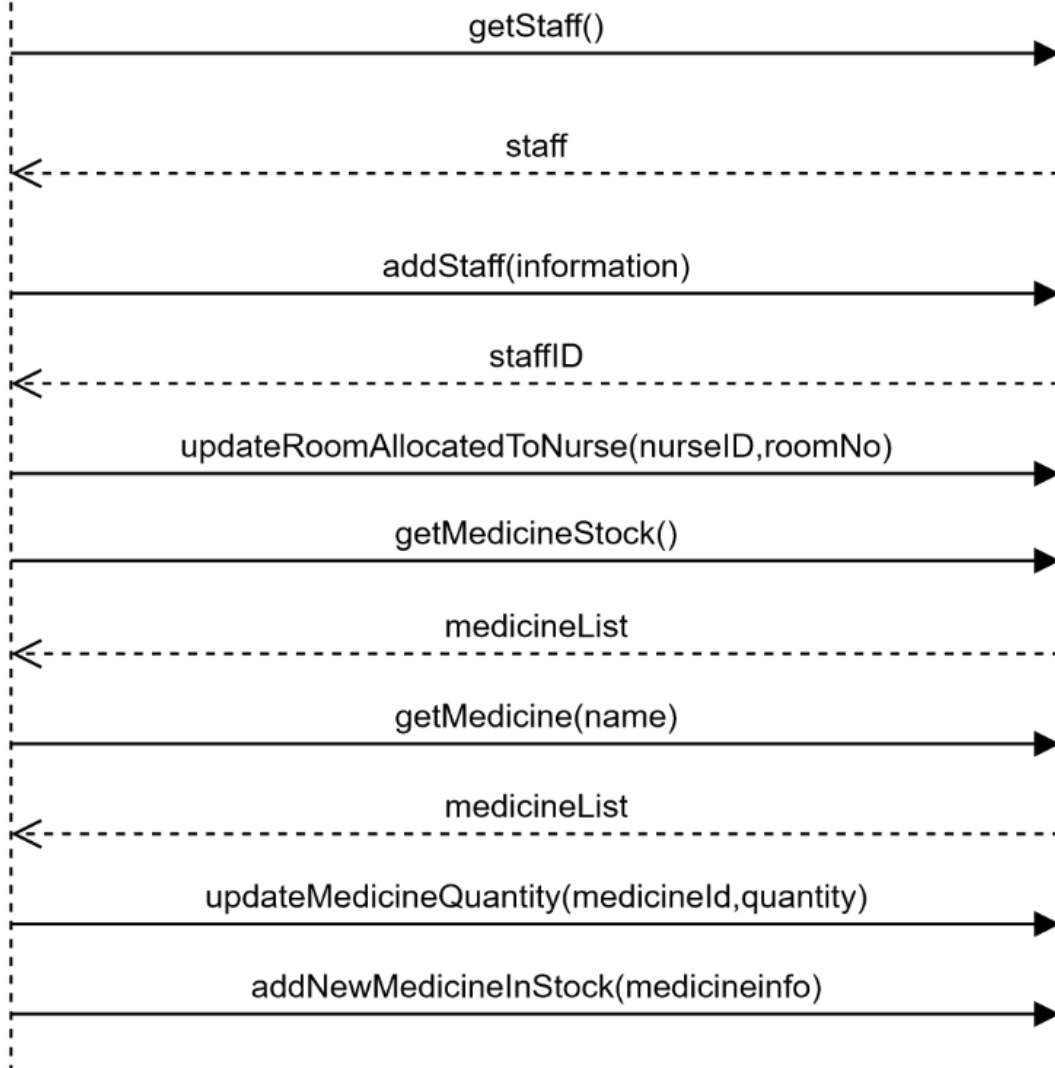 getStaff()
staff
addStaff(information)
staffID
updateRoomAllocatedToNurse(nurseID,roomNo)
getMedicineStock()
medicineList
getMedicine(name)
medicineList
updateMedicineQuantity(medicineId,quantity)
addNewMedicineInStock(medicineinfo)